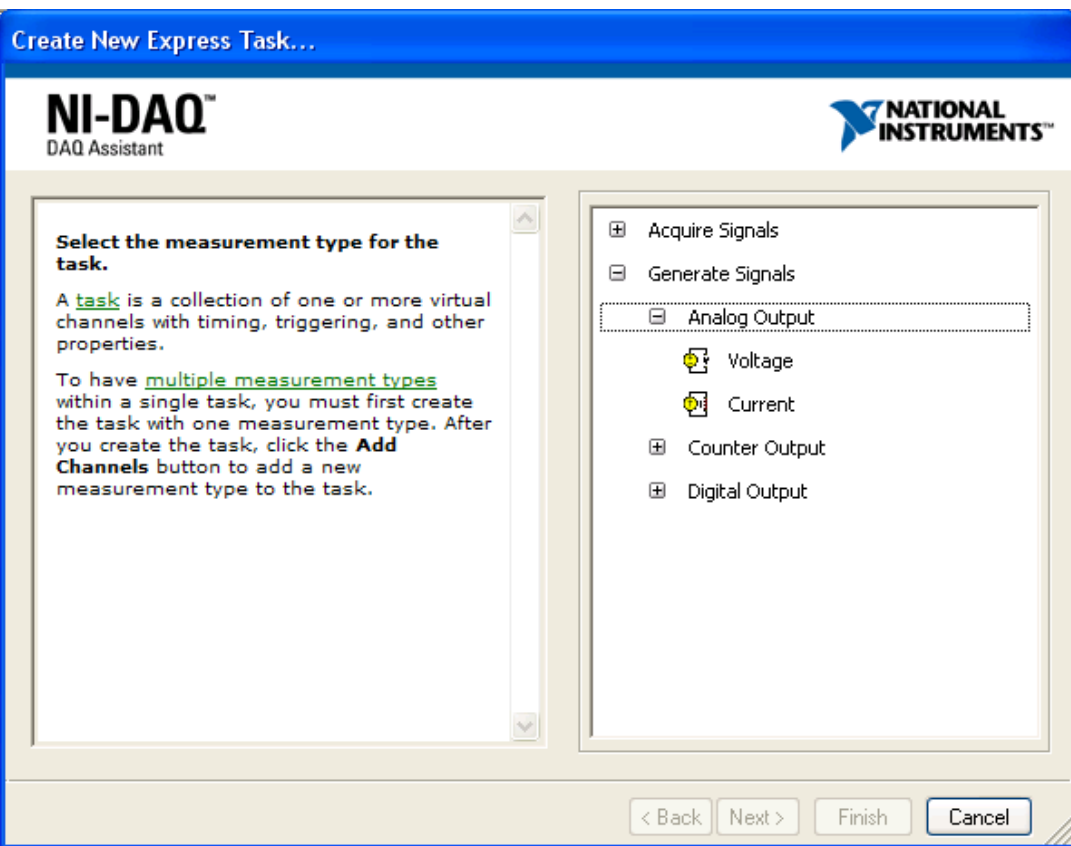 Create New Express Task...
NI-DAQ™
DAQ Assistant
NATIONAL
INSTRUMENTS™
Select the measurement type for the
task.
A task is a collection of one or more virtual
channels with timing, triggering, and other
properties.
To have multiple measurement types
within a single task, you must first create
the task with one measurement type. After
you create the task, click the Add
Channels button to add a new
measurement type to the task.
Acquire Signals
Generate Signals
Analog Output
Voltage
Current
Counter Output
Digital Output
< Back Next > Finish Cancel